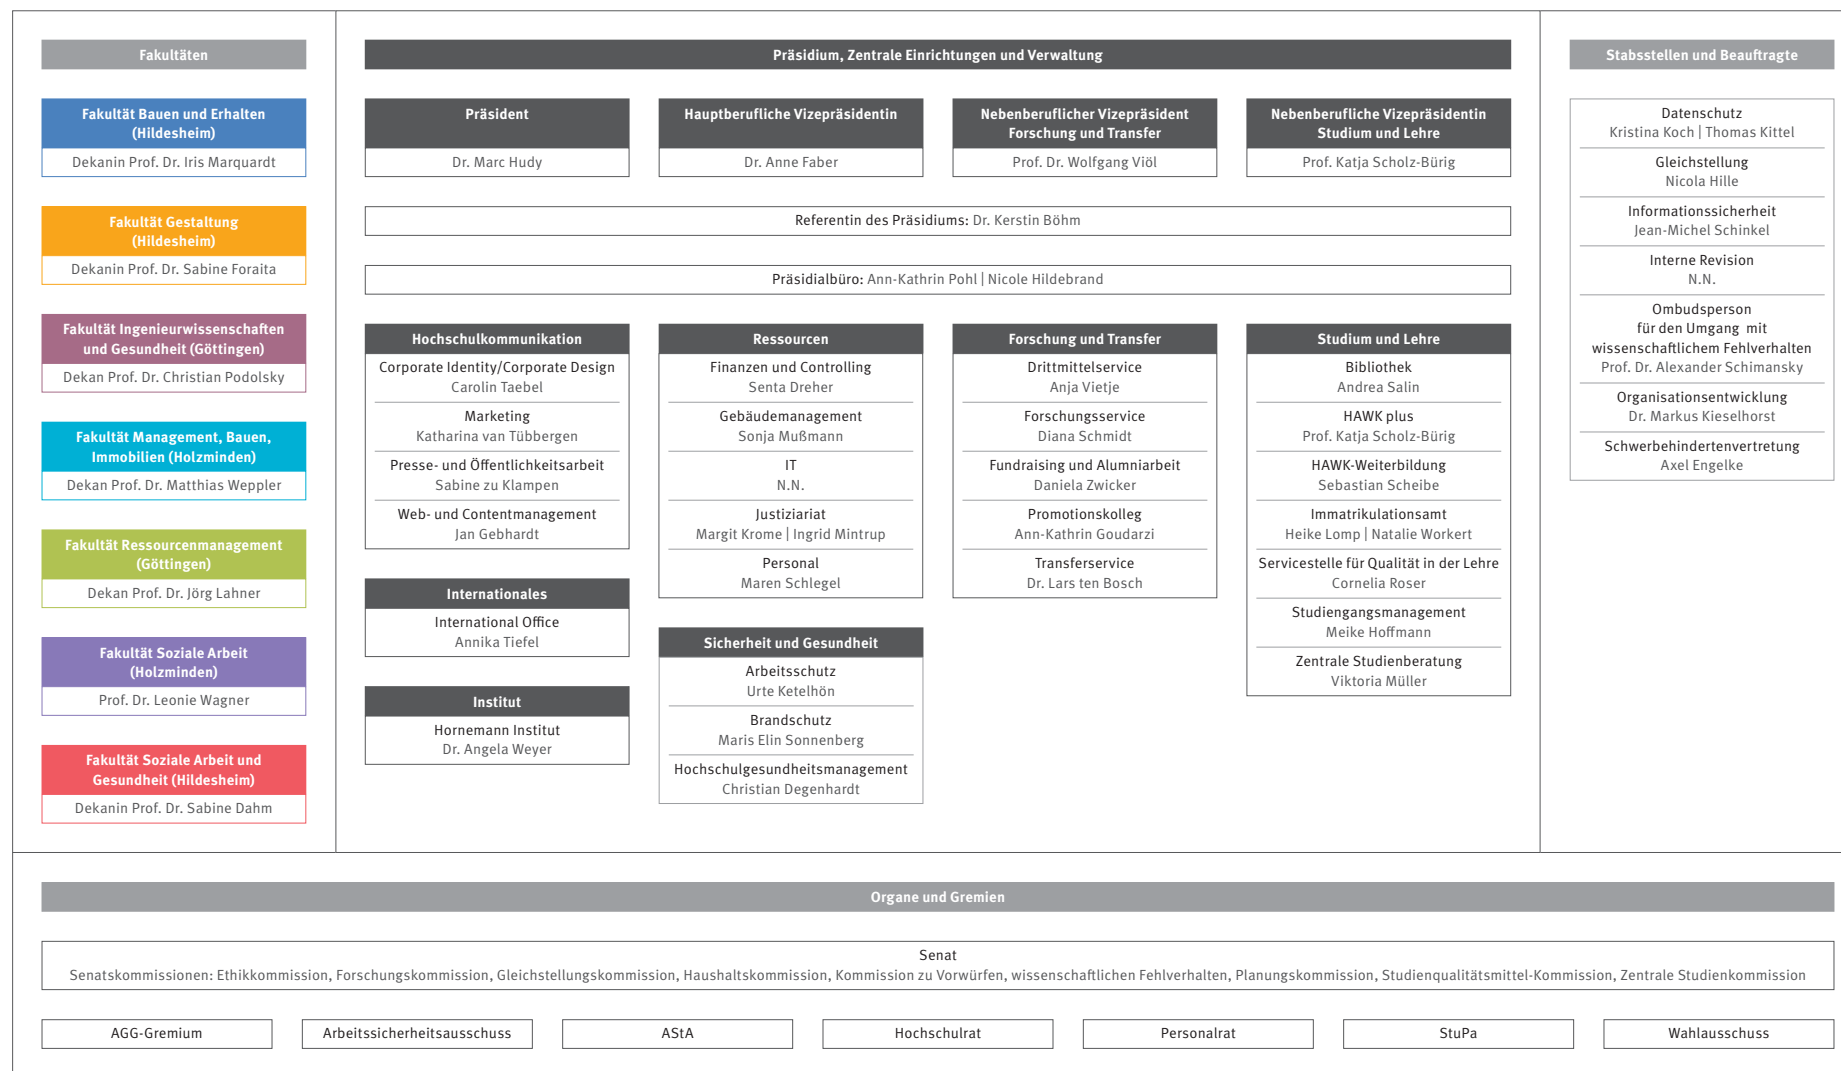 Fakultäten
Fakultät Bauen und Erhalten
(Hildesheim)
Dekanin Prof. Dr. Iris Marquardt
Fakultät Gestaltung
(Hildesheim)
Dekanin Prof. Dr. Sabine Foraita
Fakultät Ingenieurwissenschaften
und Gesundheit (Göttingen)
Dekan Prof. Dr. Christian Podolsky
Fakultät Management, Bauen,
Immobilien (Holzminden)
Dekan Prof. Dr. Matthias Weppler
Fakultät Ressourcenmanagement
(Göttingen)
Dekan Prof. Dr. Jörg Lahner
Fakultät Soziale Arbeit
(Holzminden)
Prof. Dr. Leonie Wagner
Fakultät Soziale Arbeit und
Gesundheit (Hildesheim)
Dekanin Prof. Dr. Sabine Dahm
Präsidium, Zentrale Einrichtungen und Verwaltung
Präsident
Dr. Marc Hudy
Hauptberufliche Vizepräsidentin
Dr. Anne Faber
Nebenberuflicher Vizepräsident
Forschung und Transfer
Prof. Dr. Wolfgang Viöl
Nebenberufliche Vizepräsidentin
Studium und Lehre
Prof. Katja Scholz-Bürig
Referentin des Präsidiums: Dr. Kerstin Böhm
Präsidialbüro: Ann-Kathrin Pohl | Nicole Hildebrand
Hochschulkommunikation
Corporate Identity/Corporate Design
Carolin Taebel
Marketing
Katharina van Tübbergen
Presse- und Öffentlichkeitsarbeit
Sabine zu Klampen
Web- und Contentmanagement
Jan Gebhardt
Internationales
International Office
Annika Tiefel
Institut
Hornemann Institut
Dr. Angela Weyer
Ressourcen
Finanzen und Controlling
Senta Dreher
Gebäudemanagement
Sonja Mußmann
IT
N.N.
Justiziariat
Margit Krome | Ingrid Mintrup
Personal
Maren Schlegel
Sicherheit und Gesundheit
Arbeitsschutz
Urte Ketelhön
Brandschutz
Maris Elin Sonnenberg
Hochschulgesundheitsmanagement
Christian Degenhardt
Forschung und Transfer
Drittmittelservice
Anja Vietje
Forschungsservice
Diana Schmidt
Fundraising und Alumniarbeit
Daniela Zwicker
Promotionskolleg
Ann-Kathrin Goudarzi
Transferservice
Dr. Lars ten Bosch
Studium und Lehre
Bibliothek
Andrea Salin
HAWK plus
Prof. Katja Scholz-Bürig
HAWK-Weiterbildung
Sebastian Scheibe
Immatrikulationsamt
Heike Lomp | Natalie Workert
Servicestelle für Qualität in der Lehre
Cornelia Roser
Studiengangsmanagement
Meike Hoffmann
Zentrale Studienberatung
Viktoria Müller
Stabsstellen und Beauftragte
Datenschutz
Kristina Koch | Thomas Kittel
Gleichstellung
Nicola Hille
Informationssicherheit
Jean-Michel Schinkel
Interne Revision
N.N.
Ombudsperson
für den Umgang mit
wissenschaftlichem Fehlverhalten
Prof. Dr. Alexander Schimansky
Organisationsentwicklung
Dr. Markus Kieselhorst
Schwerbehindertenvertretung
Axel Engelke
Organe und Gremien
Senat
Senatskommissionen: Ethikkommission, Forschungskommission, Gleichstellungskommission, Haushaltskommission, Kommission zu Vorwürfen, wissenschaftlichen Fehlverhalten, Planungskommission, Studienqualitätsmittel-Kommission, Zentrale Studienkommission
AGG-Gremium
Arbeitssicherheitsausschuss
AStA
Hochschulrat
Personalrat
StuPa
Wahlausschuss